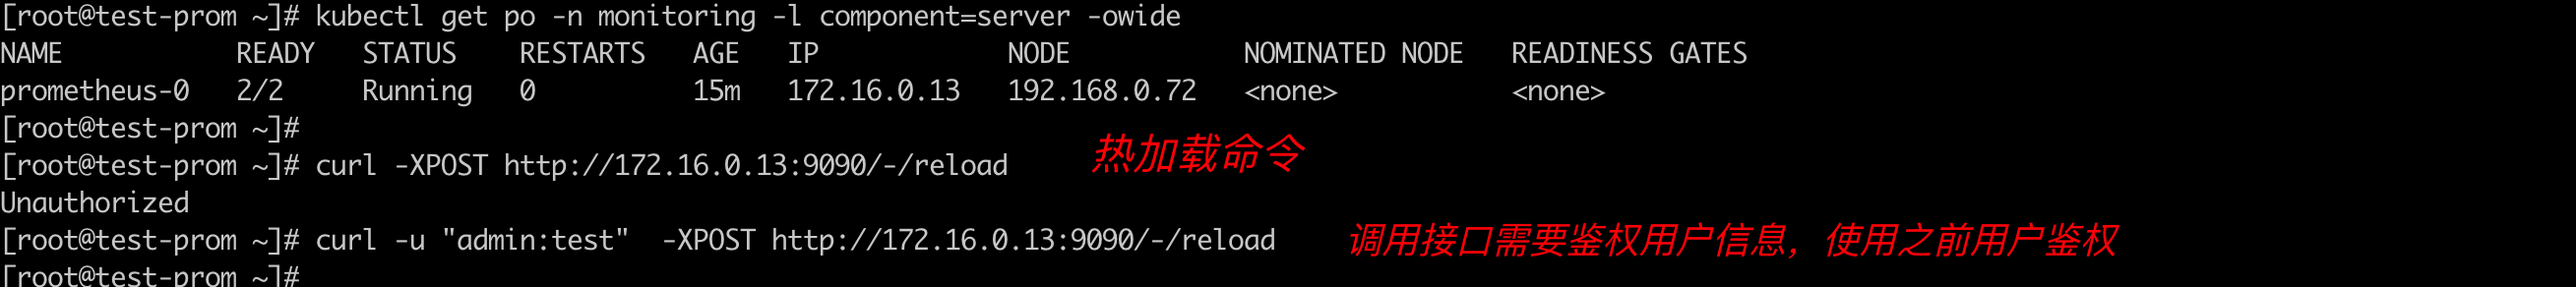 [root@test-prom ~]# kubectl get po -n monitoring -l component=server -owide
NAME READY STATUS RESTARTS AGE IP NODE NOMINATED NODE READINESS GATES
prometheus-0 2/2 Running 0 15m 172.16.0.13 192.168.0.72 <none> <none>
[root@test-prom ~]#
[root@test-prom ~]# curl -XPOST http://172.16.0.13:9090/-/reload 热加载命令
Unauthorized
[root@test-prom ~]# curl -u "admin:test"  -XPOST http://172.16.0.13:9090/-/reload 调用接口需要鉴权用户信息，使用之前用户鉴权
[root@test-prom ~]#